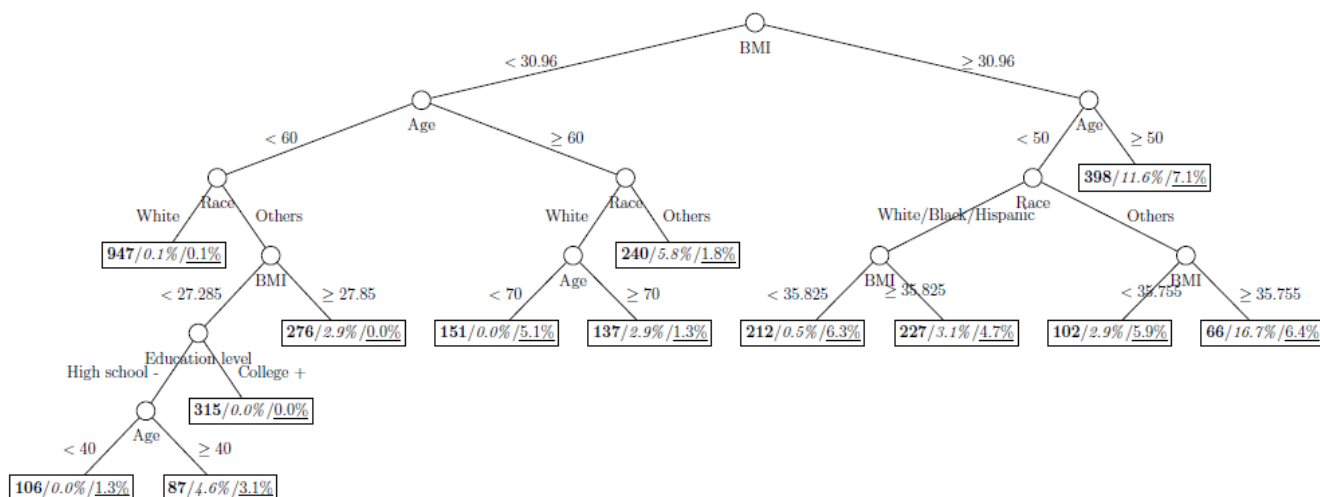 BMI
< 30.96 ≥ 30.96
Age Age
< 60 ≥ 60 < 50 ≥ 50
398/11.6%/7.1%
Race Race Race
White Others White Others White/Black/Hispanic Others
947/0.1%/0.1% 240/5.8%/1.8%
BMI Age BMI BMI
< 27.285 ≥ 27.85 < 70 ≥ 70 < 35.825 ≥ 35.825 < 35.755 ≥ 35.755
276/2.9%/0.0% 151/0.0%/5.1% 137/2.9%/1.3% 212/0.5%/6.3% 227/3.1%/4.7% 102/2.9%/5.9% 66/16.7%/6.4%
Education level
High school - College +
315/0.0%/0.0%
Age
< 40 ≥ 40
106/0.0%/1.3% 87/4.6%/3.1%